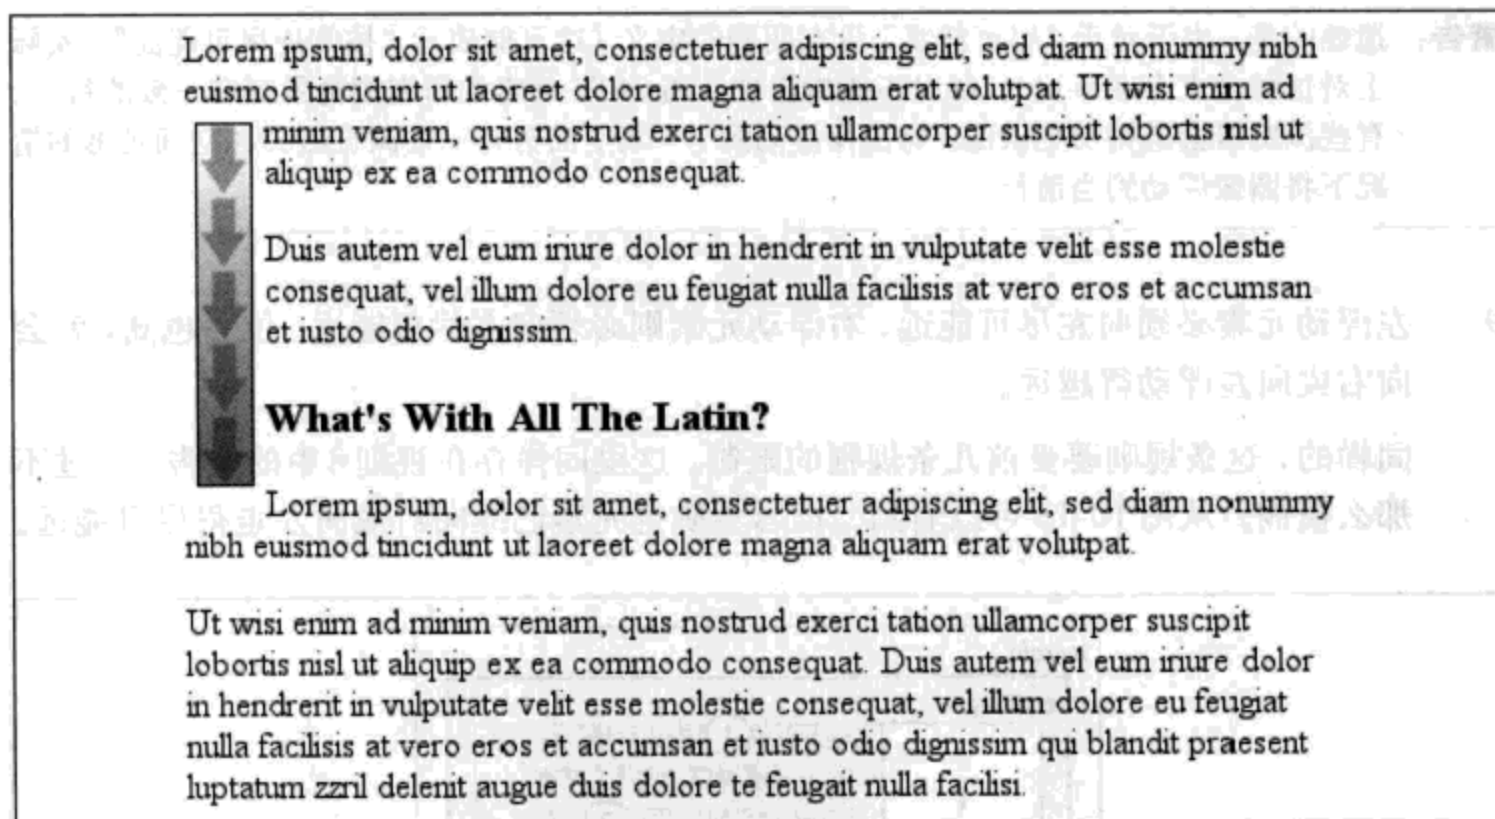 Lorem ipsum, dolor sit amet, consectetuer adipiscing elit, sed diam nonummy nibh
euismod tincidunt ut laoreet dolore magna aliquam erat volutpat. Ut wisi enim ad
minim veniam, quis nostrud exerci tation ullamcorper suscipit lobortis nisl ut
aliquip ex ea commodo consequat.
Duis autem vel eum iriure dolor in hendrerit in vulputate velit esse molestie
consequat, vel illum dolore eu feugiat nulla facilisis at vero eros et accumsan
et iusto odio dignissim.
What's With All The Latin?
Lorem ipsum, dolor sit amet, consectetuer adipiscing elit, sed diam nonummy
nibh euismod tincidunt ut laoreet dolore magna aliquam erat volutpat.
Ut wisi enim ad minim veniam, quis nostrud exerci tation ullamcorper suscipit
lobortis nisl ut aliquip ex ea commodo consequat. Duis autem vel eum iriure dolor
in hendrerit in vulputate velit esse molestie consequat, vel illum dolore eu feugiat
nulla facilisis at vero eros et accumsan et iusto odio dignissim qui blandit praesent
luptatum zzril delenit augue duis dolore te feugait nulla facilisi.